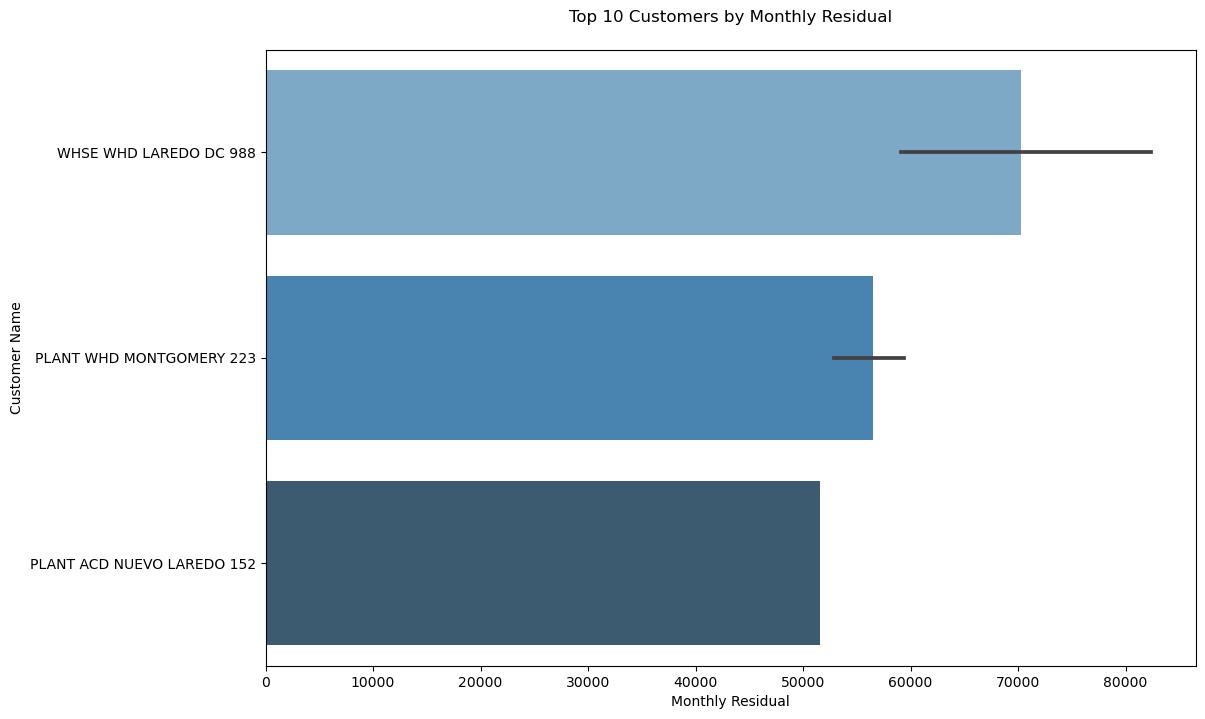 Top 10 Customers by Monthly Residual
WHSE WHD LAREDO DC 988
PLANT WHD MONTGOMERY 223
PLANT ACD NUEVO LAREDO 152
Customer Name
0 10000 20000 30000 40000 50000 60000 70000 80000
Monthly Residual